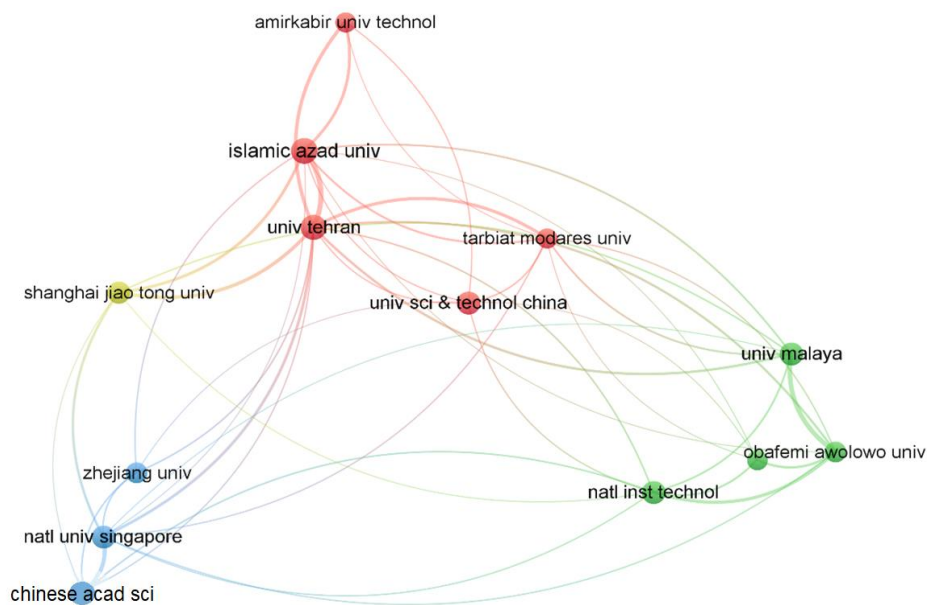 amirkabir univ technol
islamic azad univ
univ tehran
tarbiat modares univ
shanghai jiao tong univ
univ sci & technol china
univ malaya
obafemi awolowo univ
zhejiang univ
natl inst technol
natl univ singapore
chinese acad sci